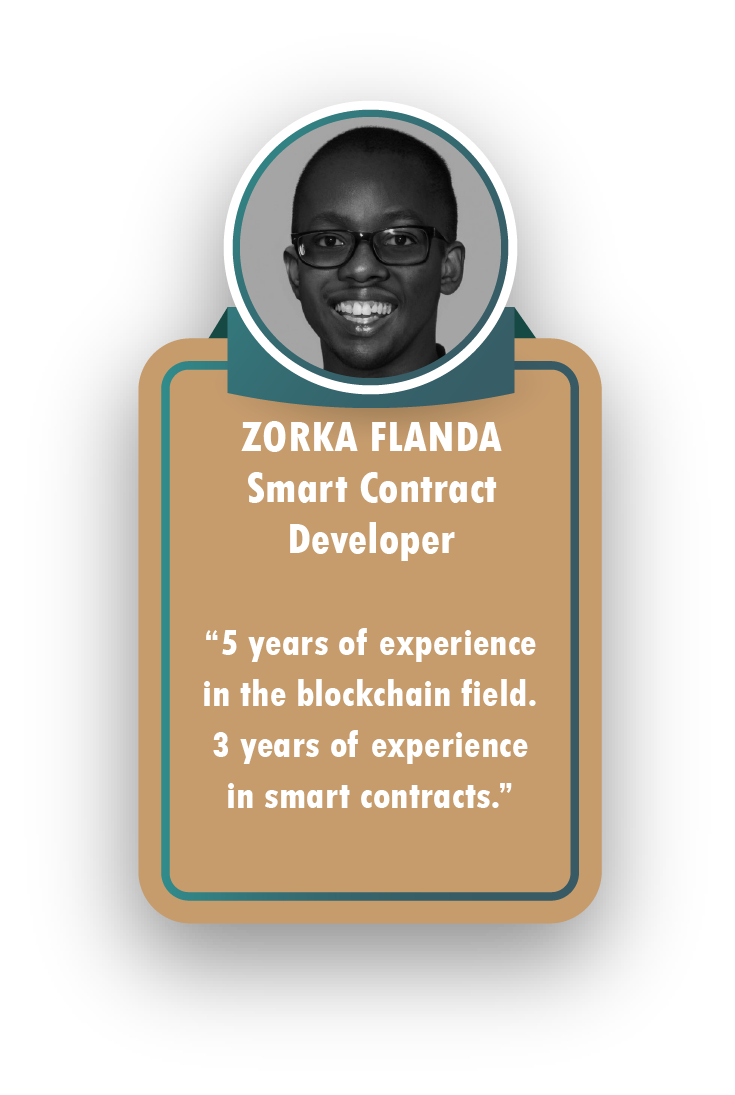 ZORKA FLANDA
Smart Contract
Developer
“5 years of experience
in the blockchain field.
3 years of experience
in smart contracts.”